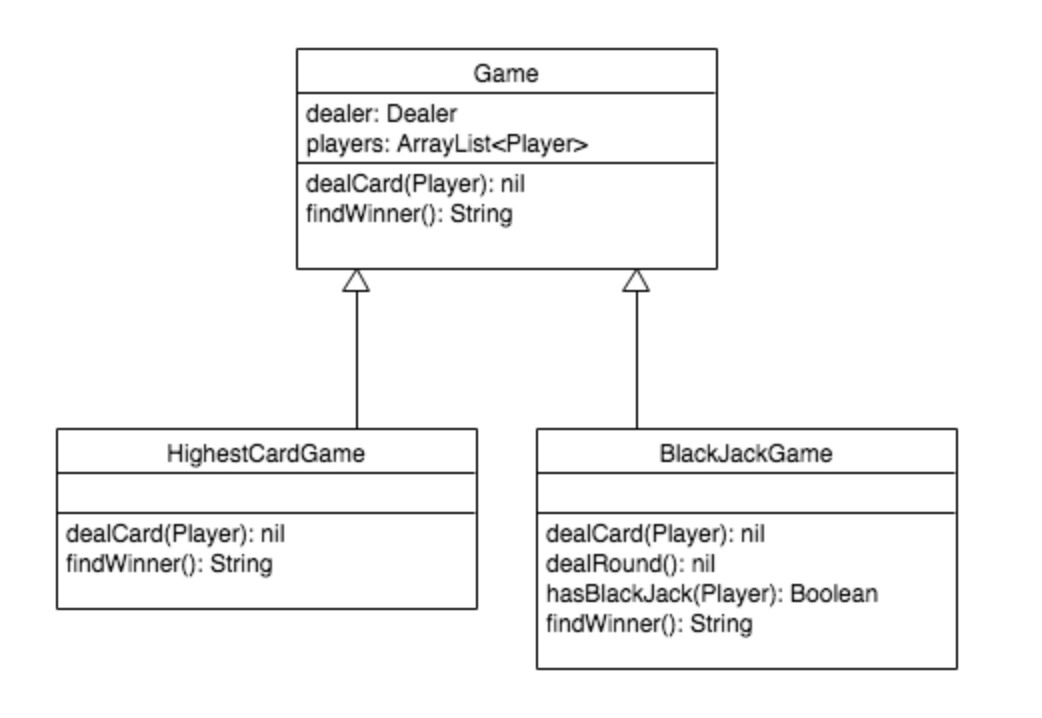 Game
dealer: Dealer
players: ArrayList<Player>
dealCard(Player): nil
findWinner(): String
HighestCardGame
dealCard(Player): nil
findWinner(): String
BlackJackGame
dealCard(Player): nil
dealRound(): nil
hasBlackJack(Player): Boolean
findWinner(): String